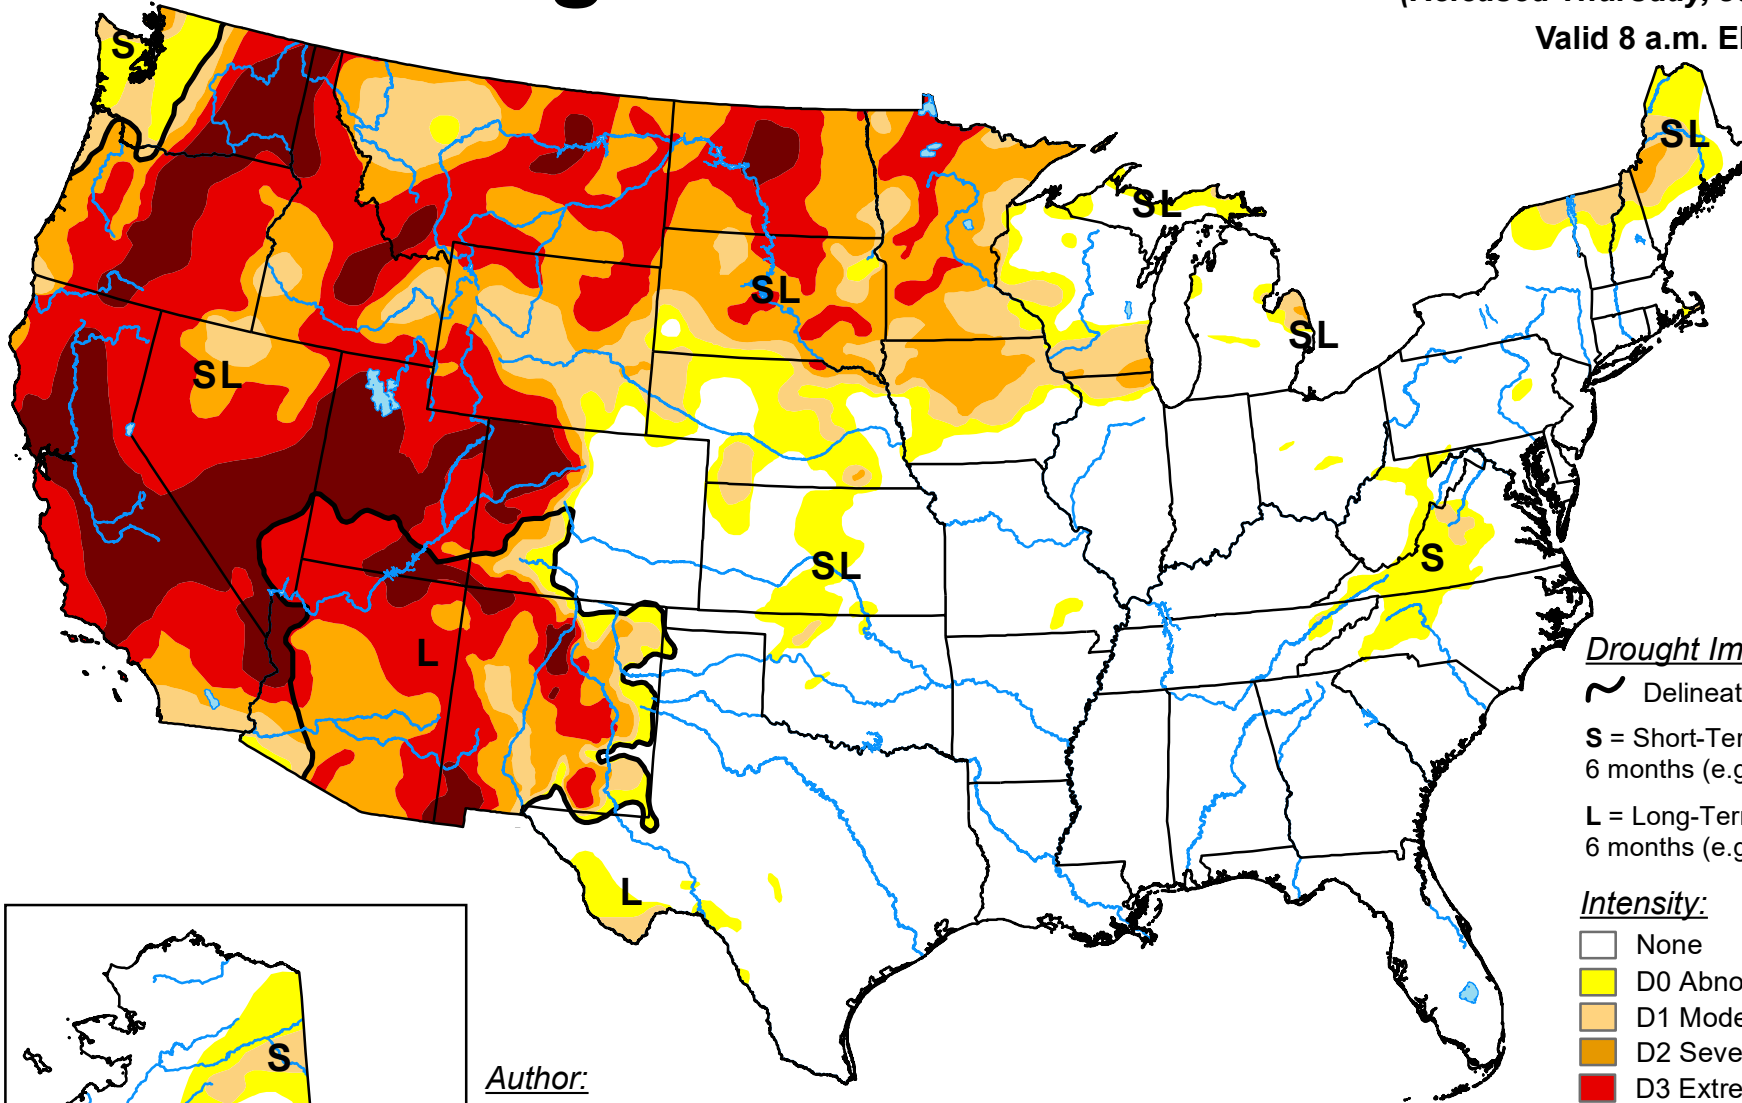 Valid 8 a.m.
S
SL
SL
SL
SL
SL
SL
S
L
L
Drought
Delineat
S = Short-Ter
6 months (e.g
L = Long-Ter
6 months (e.g
Intensity:
None
D0 Abno
D1 Mode
D2 Seve
D3 Extre
S
Author: